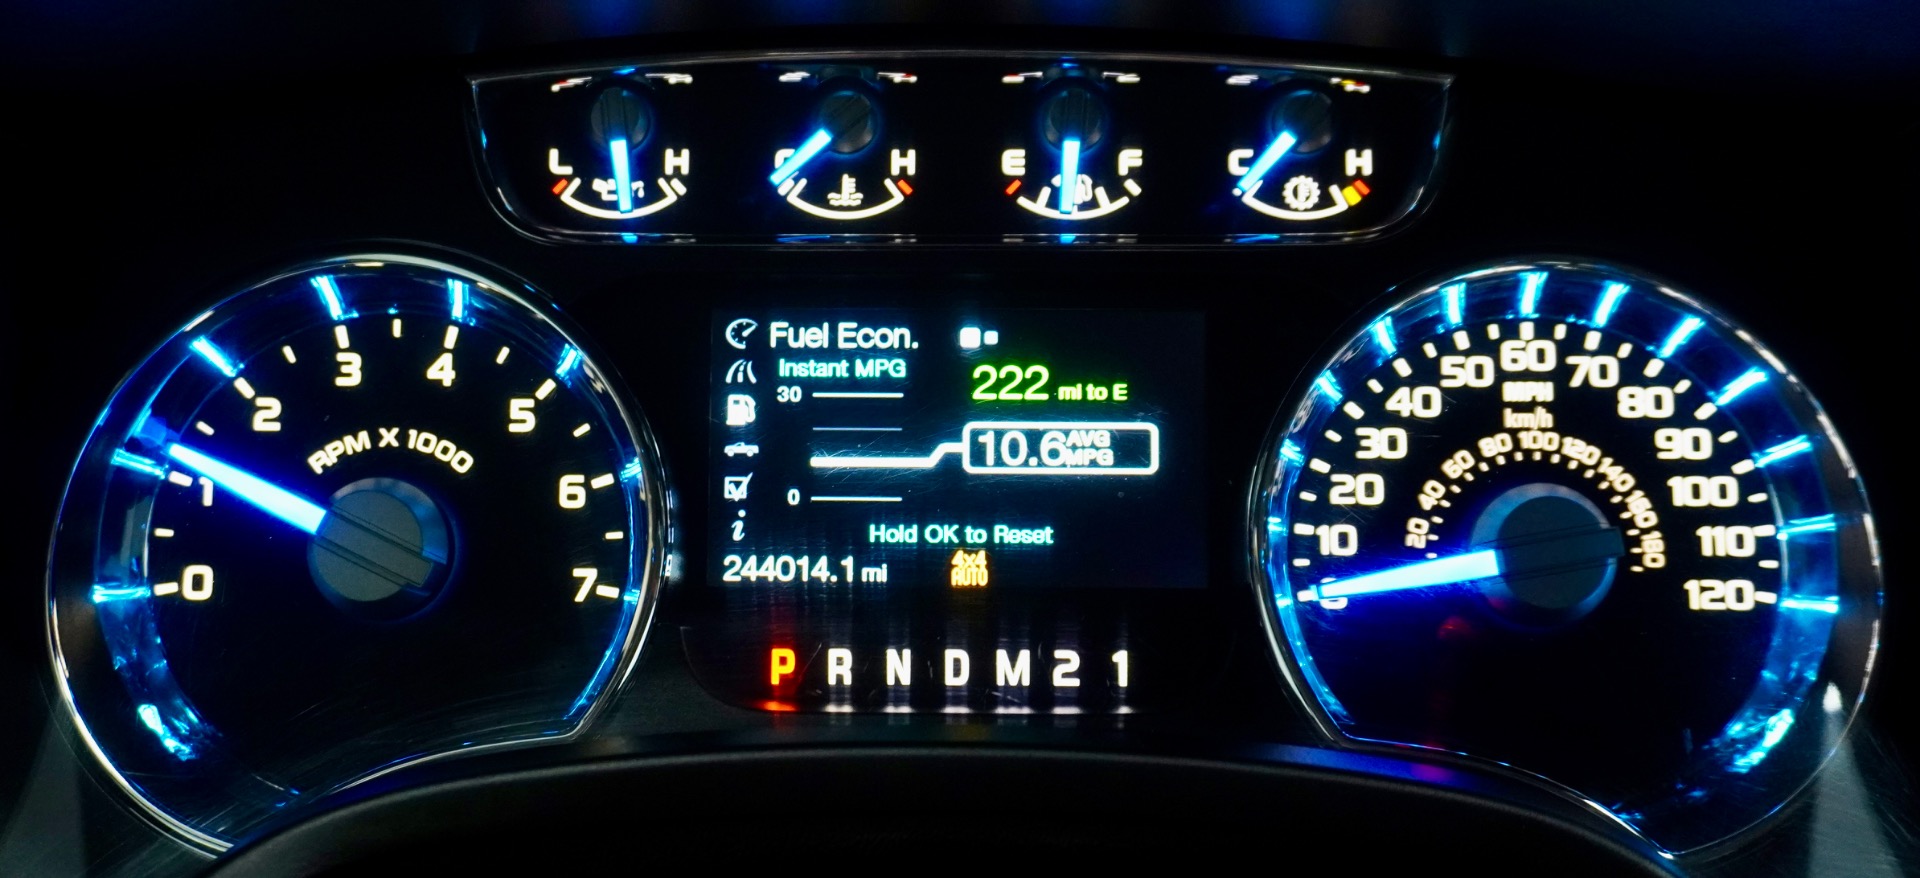 L H C H E F C H
Fuel Econ.
Instant MPG
30
0
222 mi to E
10.6 AVG MPG
Hold OK to Reset
244014.1 mi
4x4 AUTO
P R N D M 2 1
0 1 2 3 4 5 6 7
RPM X 1000
0 10 20 30 40 50 60 70 80 90 100 110 120
MPH
km/h
20 40 60 80 100 120 140 160 180
i